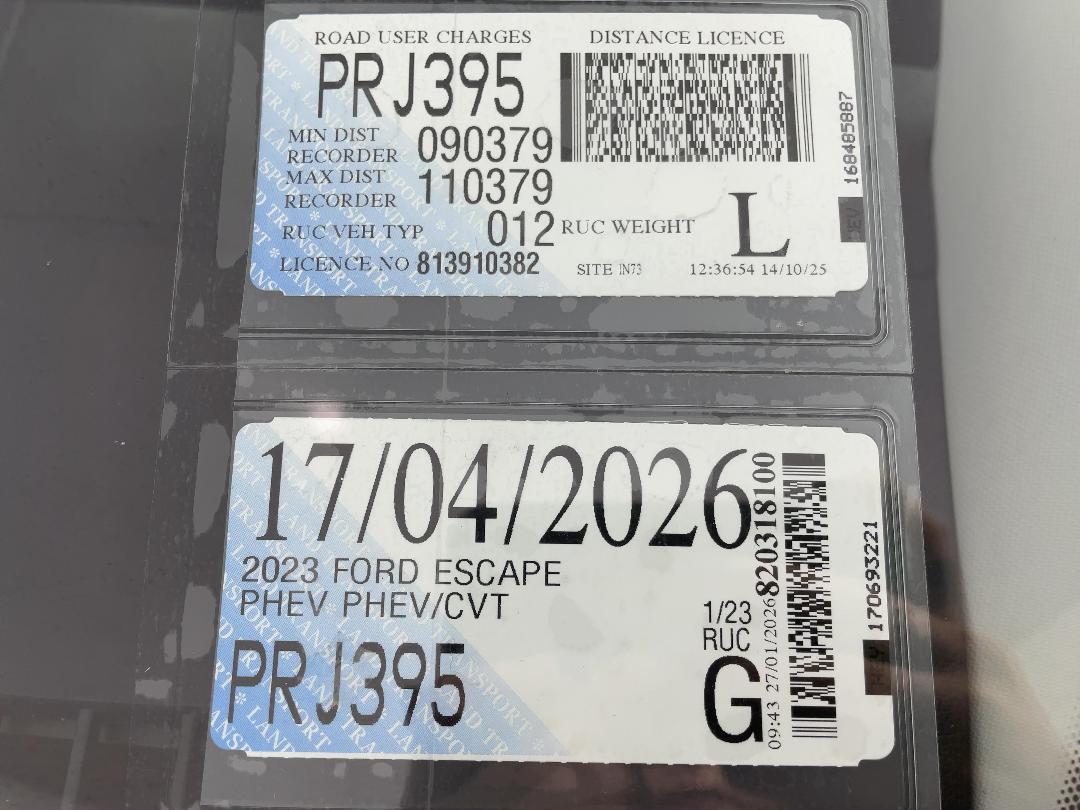 ROAD USER CHARGES DISTANCE LICENCE
PRJ395
MIN DIST
RECORDER 090379
MAX DIST
RECORDER 110379
RUC VEH TYP 012 RUC WEIGHT L
LICENCE NO 813910382 SITE IN73 12:36:54 14/10/25
168485887
17/04/2026
2023 FORD ESCAPE
PHEV PHEV/CVT
PRJ395
1/23
RUC
G
09:43 27/01/2026 820318100
170693221